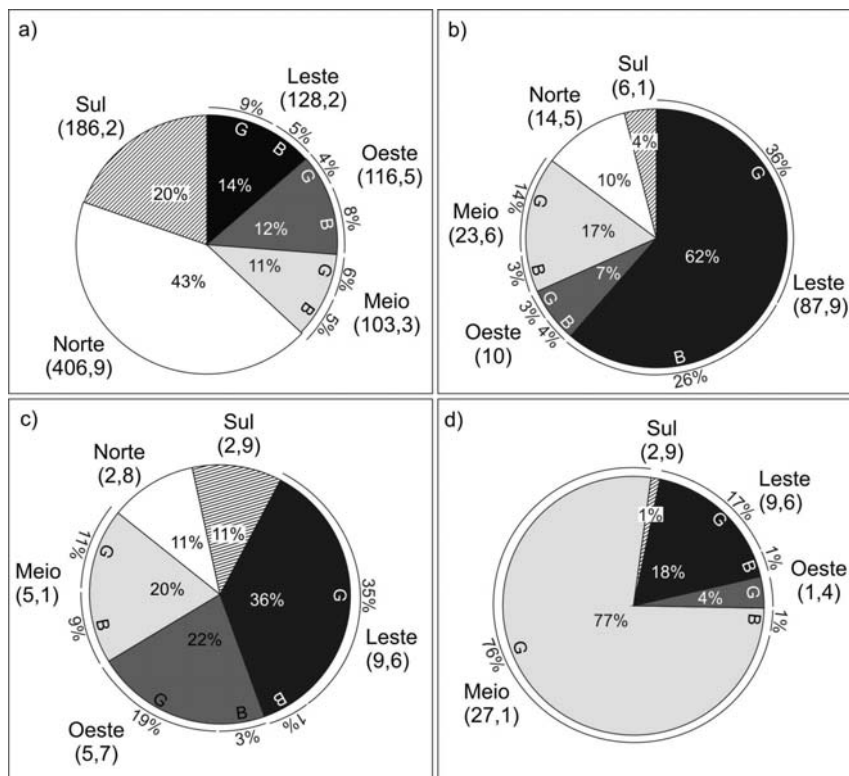 a)
Leste
(128,2)
Sul
(186,2)
Oeste
(116,5)
Meio
(103,3)
Norte
(406,9)
9%
5%
4%
8%
6%
5%
G
B
G
B
G
B
14%
12%
11%
43%
20%
b)
Sul
(6,1)
Norte
(14,5)
Meio
(23,6)
Oeste
(10)
Leste
(87,9)
36%
26%
4%
3%
3%
14%
G
B
B
G
B
G
4%
10%
17%
7%
62%
c)
Sul
(2,9)
Norte
(2,8)
Meio
(5,1)
Oeste
(5,7)
Leste
(9,6)
35%
1%
3%
19%
9%
11%
G
B
B
G
B
G
11%
11%
20%
22%
36%
d)
Sul
(2,9)
Leste
(9,6)
Oeste
(1,4)
Meio
(27,1)
17%
1%
1%
76%
G
B
G
B
G
1%
18%
4%
77%